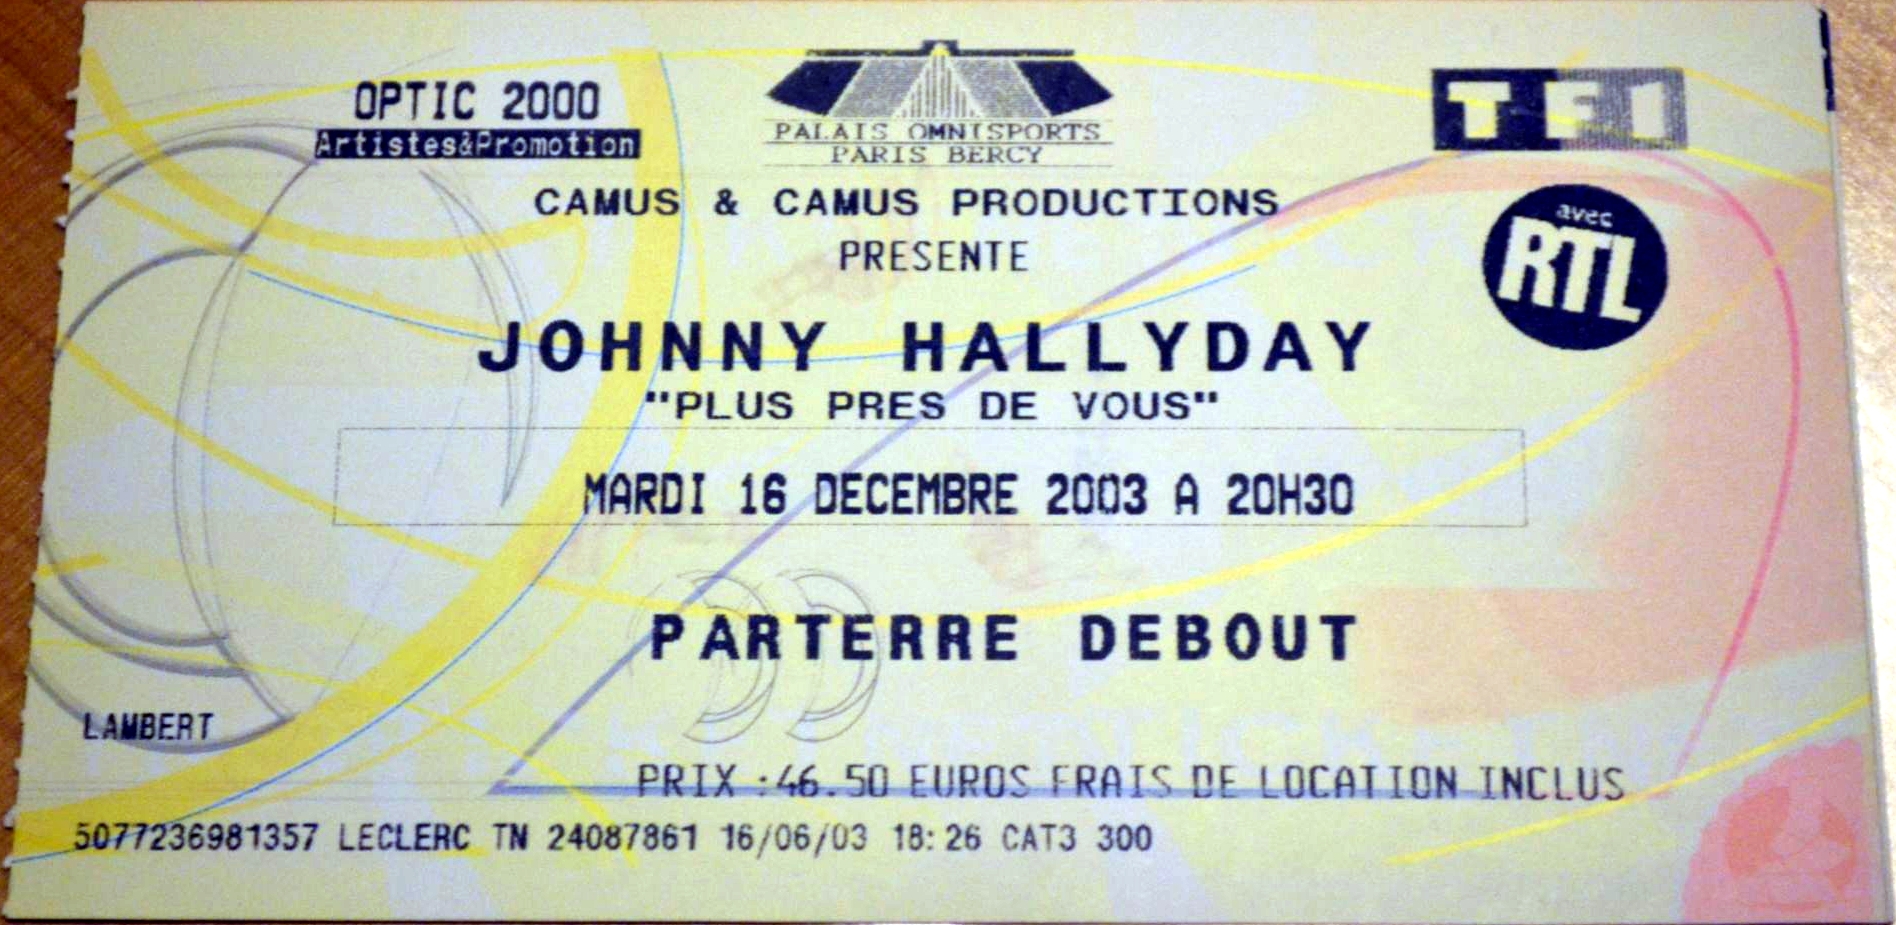 OPTIC 2000
Artistes&Promotion
PALAIS OMNISPORTS
PARIS BERCY
TF1
CAMUS & CAMUS PRODUCTIONS
PRESENTE
avec
RTL
JOHNNY HALLYDAY
"PLUS PRES DE VOUS"
MARDI 16 DECEMBRE 2003 A 20H30
PARTERRE DEBOUT
LAMBERT
PRIX :46.50 EUROS FRAIS DE LOCATION INCLUS
5077236981357 LECLERC TN 24087861 16/06/03 18:26 CAT3 300